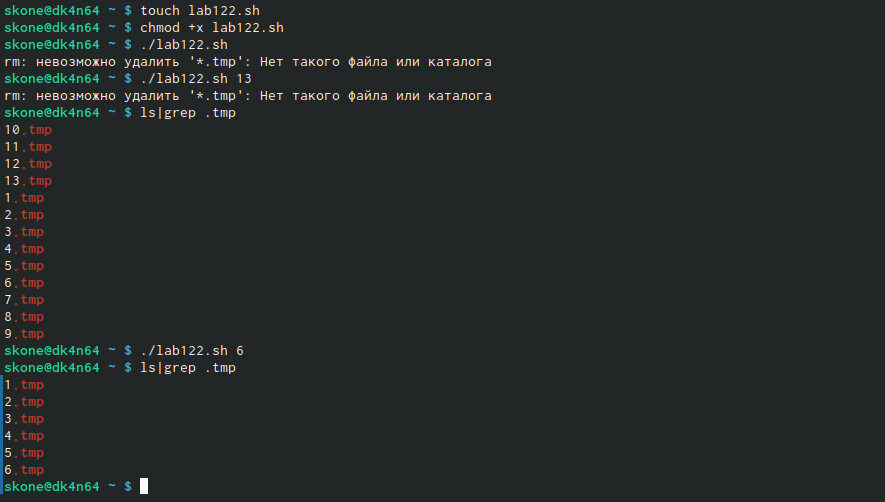 skone@dk4n64 ~ $ touch lab122.sh
skone@dk4n64 ~ $ chmod +x lab122.sh
skone@dk4n64 ~ $ ./lab122.sh
rm: невозможно удалить '*.tmp': Нет такого файла или каталога
skone@dk4n64 ~ $ ./lab122.sh 13
rm: невозможно удалить '*.tmp': Нет такого файла или каталога
skone@dk4n64 ~ $ ls|grep .tmp
10.tmp
11.tmp
12.tmp
13.tmp
1.tmp
2.tmp
3.tmp
4.tmp
5.tmp
6.tmp
7.tmp
8.tmp
9.tmp
skone@dk4n64 ~ $ ./lab122.sh 6
skone@dk4n64 ~ $ ls|grep .tmp
1.tmp
2.tmp
3.tmp
4.tmp
5.tmp
6.tmp
skone@dk4n64 ~ $